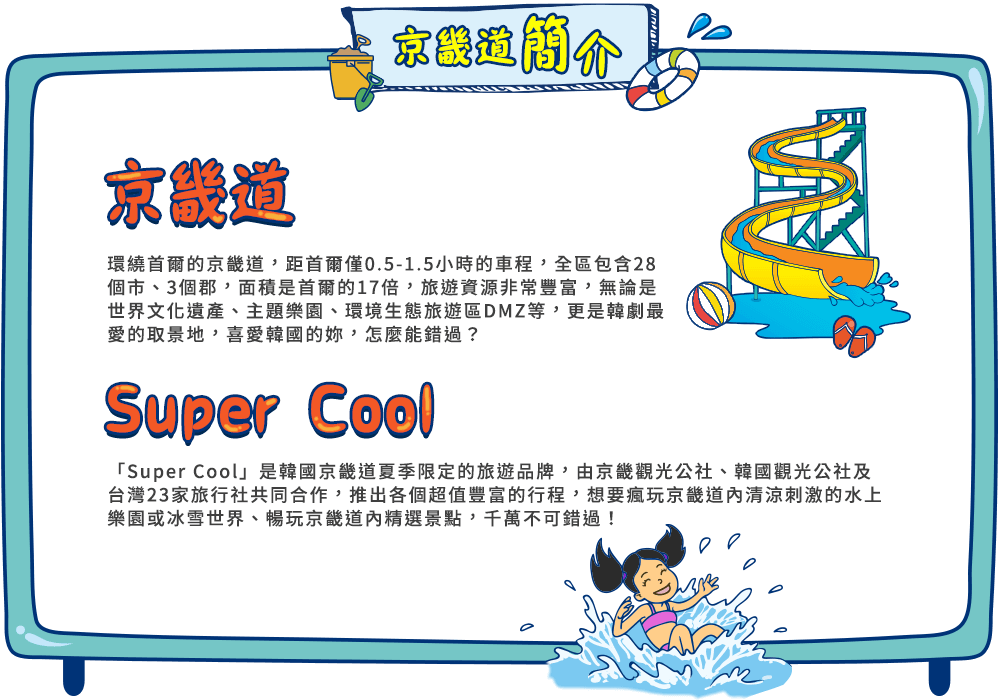 京畿道簡介
京畿道
環繞首爾的京畿道，距首爾僅0.5-1.5小時的車程，全區包含28
個市、3個郡，面積是首爾的17倍，旅遊資源非常豐富，無論是
世界文化遺產、主題樂園、環境生態旅遊區DMZ等，更是韓劇最
愛的取景地，喜愛韓國的妳，怎麼能錯過？
Super Cool
「Super Cool」是韓國京畿道夏季限定的旅遊品牌，由京畿觀光公社、韓國觀光公社及
台灣23家旅行社共同合作，推出各個超值豐富的行程，想要瘋玩京畿道內清涼刺激的水上
樂園或冰雪世界、暢玩京畿道內精選景點，千萬不可錯過！